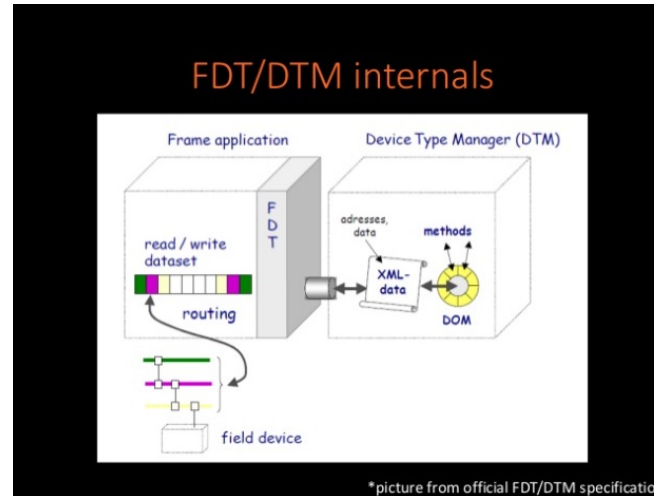 FDT/DTM internals
Frame application
Device Type Manager (DTM)
F
D
T
adresses,
data
methods
read / write
dataset
XML-
data
routing
DOM
field device
*picture from official FDT/DTM specificatio